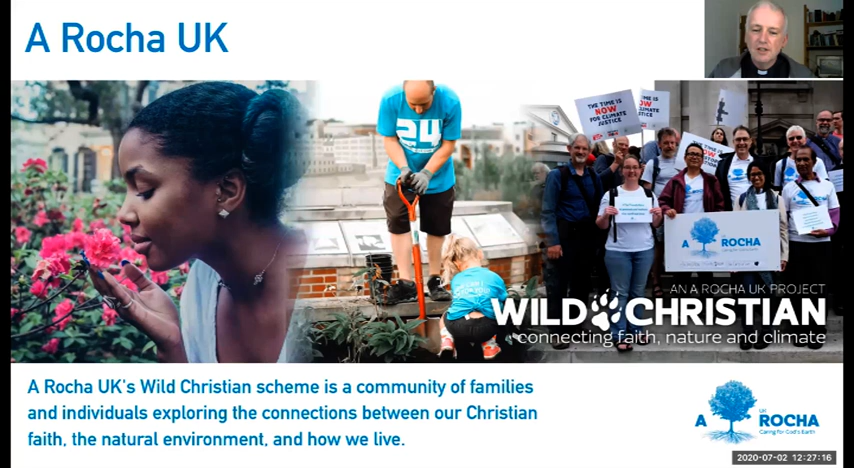 A Rocha UK
THE TIME IS
NOW
FOR CLIMATE
JUSTICE
24
A ROCHA
AN A ROCHA UK PROJECT
WILD CHRISTIAN
connecting faith, nature and climate
A Rocha UK's Wild Christian scheme is a community of families
and individuals exploring the connections between our Christian
faith, the natural environment, and how we live.
A ROCHA
UK
Caring for God's Earth
2020-07-02 12:27:16